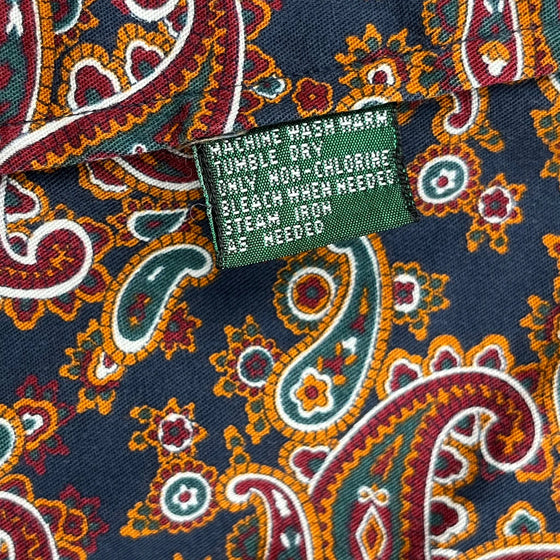 MACHINE WASH WARM
TUMBLE DRY
ONLY NON-CHLORINE
BLEACH WHEN NEEDED
STEAM IRON
AS NEEDED